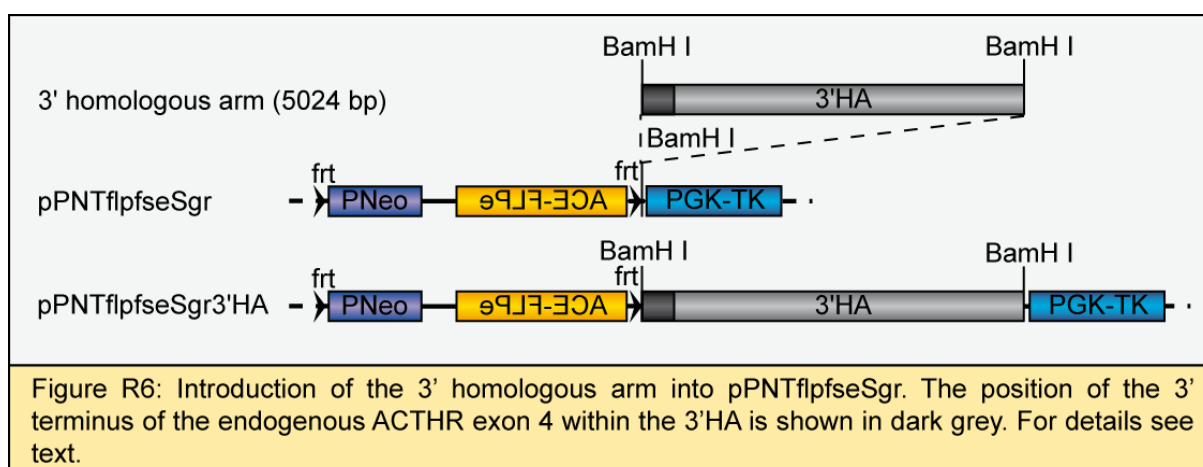 BamH I BamH I
3' homologous arm (5024 bp) 3'HA
BamH I
frt frt
pPNTflpfseSgr PNeo ACE-FLPe PGK-TK
BamH I BamH I
frt frt
pPNTflpfseSgr3'HA PNeo ACE-FLPe 3'HA PGK-TK
Figure R6: Introduction of the 3’ homologous arm into pPNTflpfseSgr. The position of the 3’
terminus of the endogenous ACTHR exon 4 within the 3’HA is shown in dark grey. For details see
text.